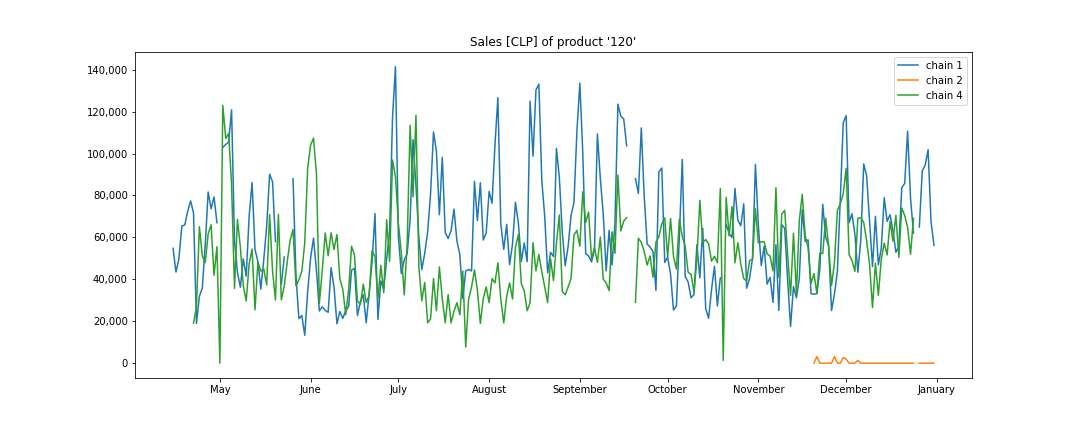 Sales [CLP] of product '120'
chain 1
chain 2
chain 4
140,000
120,000
100,000
80,000
60,000
40,000
20,000
0
May June July August September October November December January